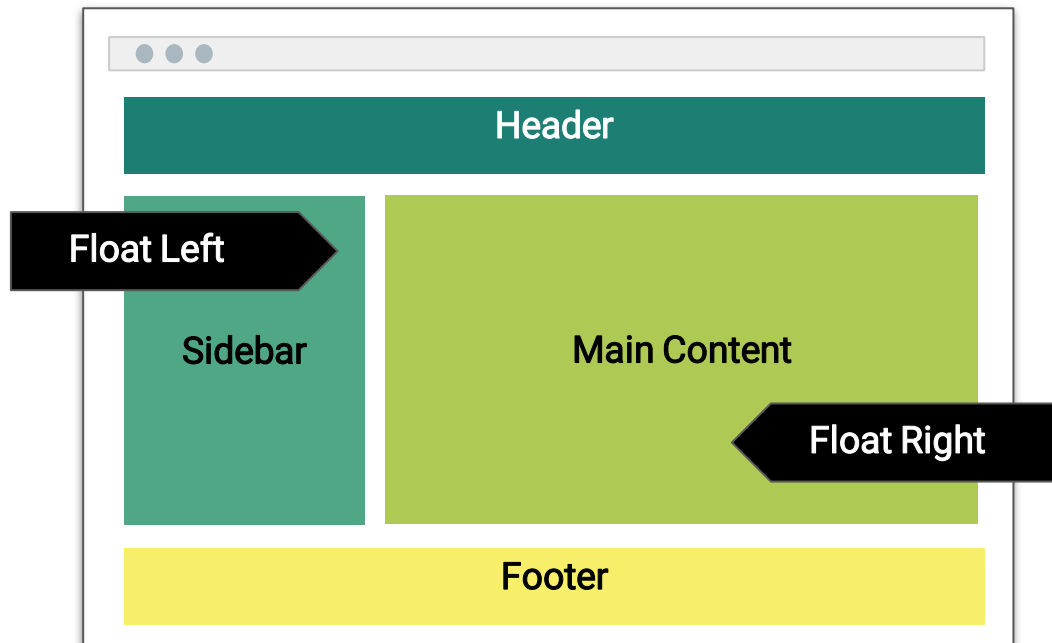 Header
Float Left
Sidebar
Main Content
Float Right
Footer